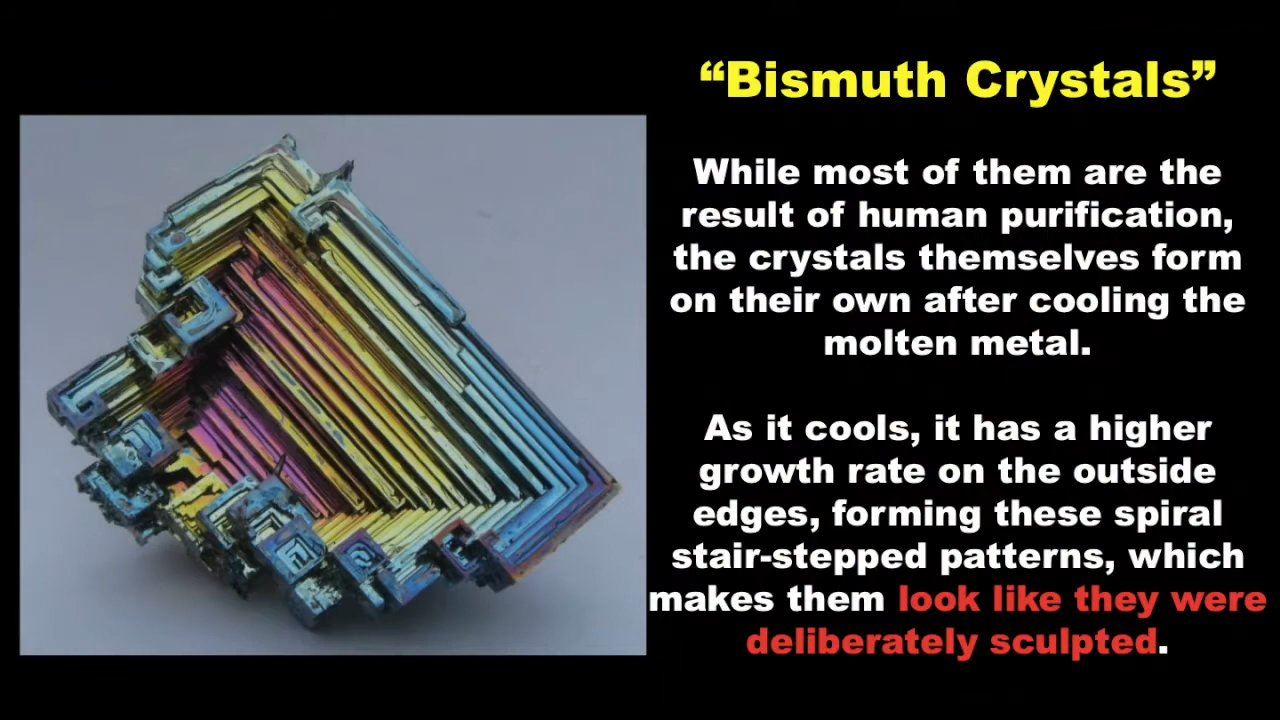 “Bismuth Crystals”
While most of them are the
result of human purification,
the crystals themselves form
on their own after cooling the
molten metal.
As it cools, it has a higher
growth rate on the outside
edges, forming these spiral
stair-stepped patterns, which
makes them look like they were
deliberately sculpted.